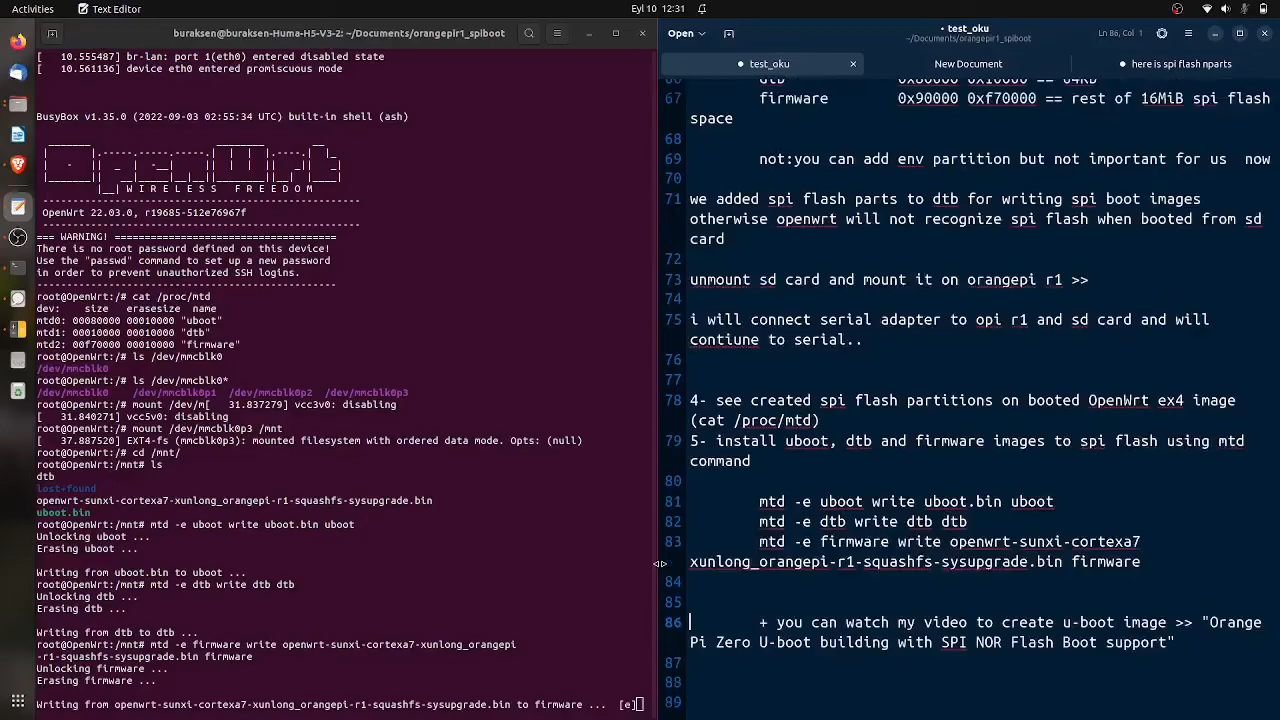 Activities
Text Editor
Eyl 10 12:31
buraksen@buraksen-Huma-H5-V3-2: ~/Documents/orangepir1_spiboot
[   10.555487] br-lan: port 1(eth0) entered disabled state
[   10.561136] device eth0 entered promiscuous mode
BusyBox v1.35.0 (2022-09-03 02:55:34 UTC) built-in shell (ash)
|__| W I R E L E S S   F R E E D O M
OpenWrt 22.03.0, r19685-512e76967f
=== WARNING! =====================================
There is no root password defined on this device!
Use the "passwd" command to set up a new password
in order to prevent unauthorized SSH logins.
root@OpenWrt:/# cat /proc/mtd
dev:    size   erasesize  name
mtd0: 00080000 00010000 "uboot"
mtd1: 00010000 00010000 "dtb"
mtd2: 00f70000 00010000 "firmware"
root@OpenWrt:/# ls /dev/mmcblk0
/dev/mmcblk0
root@OpenWrt:/# ls /dev/mmcblk0*
/dev/mmcblk0    /dev/mmcblk0p1  /dev/mmcblk0p2  /dev/mmcblk0p3
root@OpenWrt:/# mount /dev/m[   31.837279] vcc3v0: disabling
[   31.840271] vcc5v0: disabling
root@OpenWrt:/# mount /dev/mmcblk0p3 /mnt
[   37.887520] EXT4-fs (mmcblk0p3): mounted filesystem with ordered data mode. Opts: (null)
root@OpenWrt:/# cd /mnt/
root@OpenWrt:/mnt# ls
dtb
lost+found
openwrt-sunxi-cortexa7-xunlong_orangepi-r1-squashfs-sysupgrade.bin
uboot.bin
root@OpenWrt:/mnt# mtd -e uboot write uboot.bin uboot
Unlocking uboot ...
Erasing uboot ...
Writing from uboot.bin to uboot ...
root@OpenWrt:/mnt# mtd -e dtb write dtb dtb
Unlocking dtb ...
Erasing dtb ...
Writing from dtb to dtb ...
root@OpenWrt:/mnt# mtd -e firmware write openwrt-sunxi-cortexa7-xunlong_orangepi
-r1-squashfs-sysupgrade.bin firmware
Unlocking firmware ...
Erasing firmware ...
Writing from openwrt-sunxi-cortexa7-xunlong_orangepi-r1-squashfs-sysupgrade.bin to firmware ...  [e]
Open
test_oku
~/Documents/orangepir1_spiboot
Ln 86, Col 1
test_oku
New Document
here is spi flash nparts
66 dtb 0x80000 0x10000 == 64KB
67 firmware 0x90000 0xf70000 == rest of 16MiB spi flash
space
68
69 not:you can add env partition but not important for us  now
70
71 we added spi flash parts to dtb for writing spi boot images
otherwise openwrt will not recognize spi flash when booted from sd
card
72
73 unmount sd card and mount it on orangepi r1 >>
74
75 i will connect serial adapter to opi r1 and sd card and will
contiune to serial..
76
77
78 4- see created spi flash partitions on booted OpenWrt ex4 image
(cat /proc/mtd)
79 5- install uboot, dtb and firmware images to spi flash using mtd
command
80
81 mtd -e uboot write uboot.bin uboot
82 mtd -e dtb write dtb dtb
83 mtd -e firmware write openwrt-sunxi-cortexa7
xunlong_orangepi-r1-squashfs-sysupgrade.bin firmware
84
85
86 + you can watch my video to create u-boot image >> "Orange
Pi Zero U-boot building with SPI NOR Flash Boot support"
87
88
89